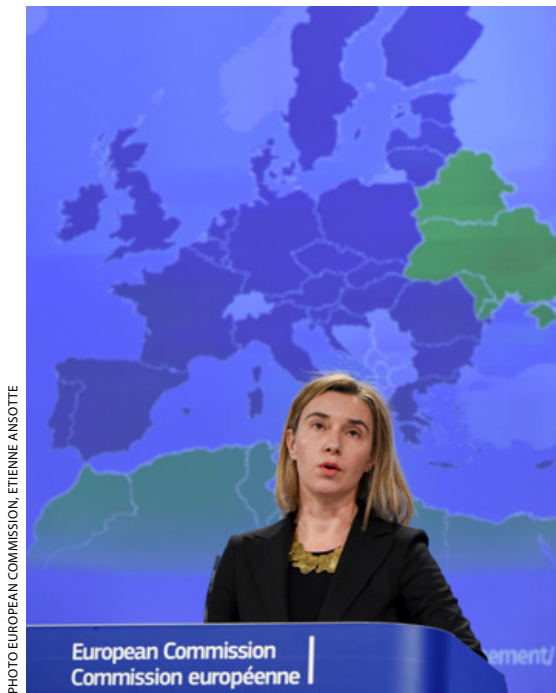 PHOTO EUROPEAN COMMISSION, ETIENNE ANSOTTE
European Commission
Commission européenne
ement/